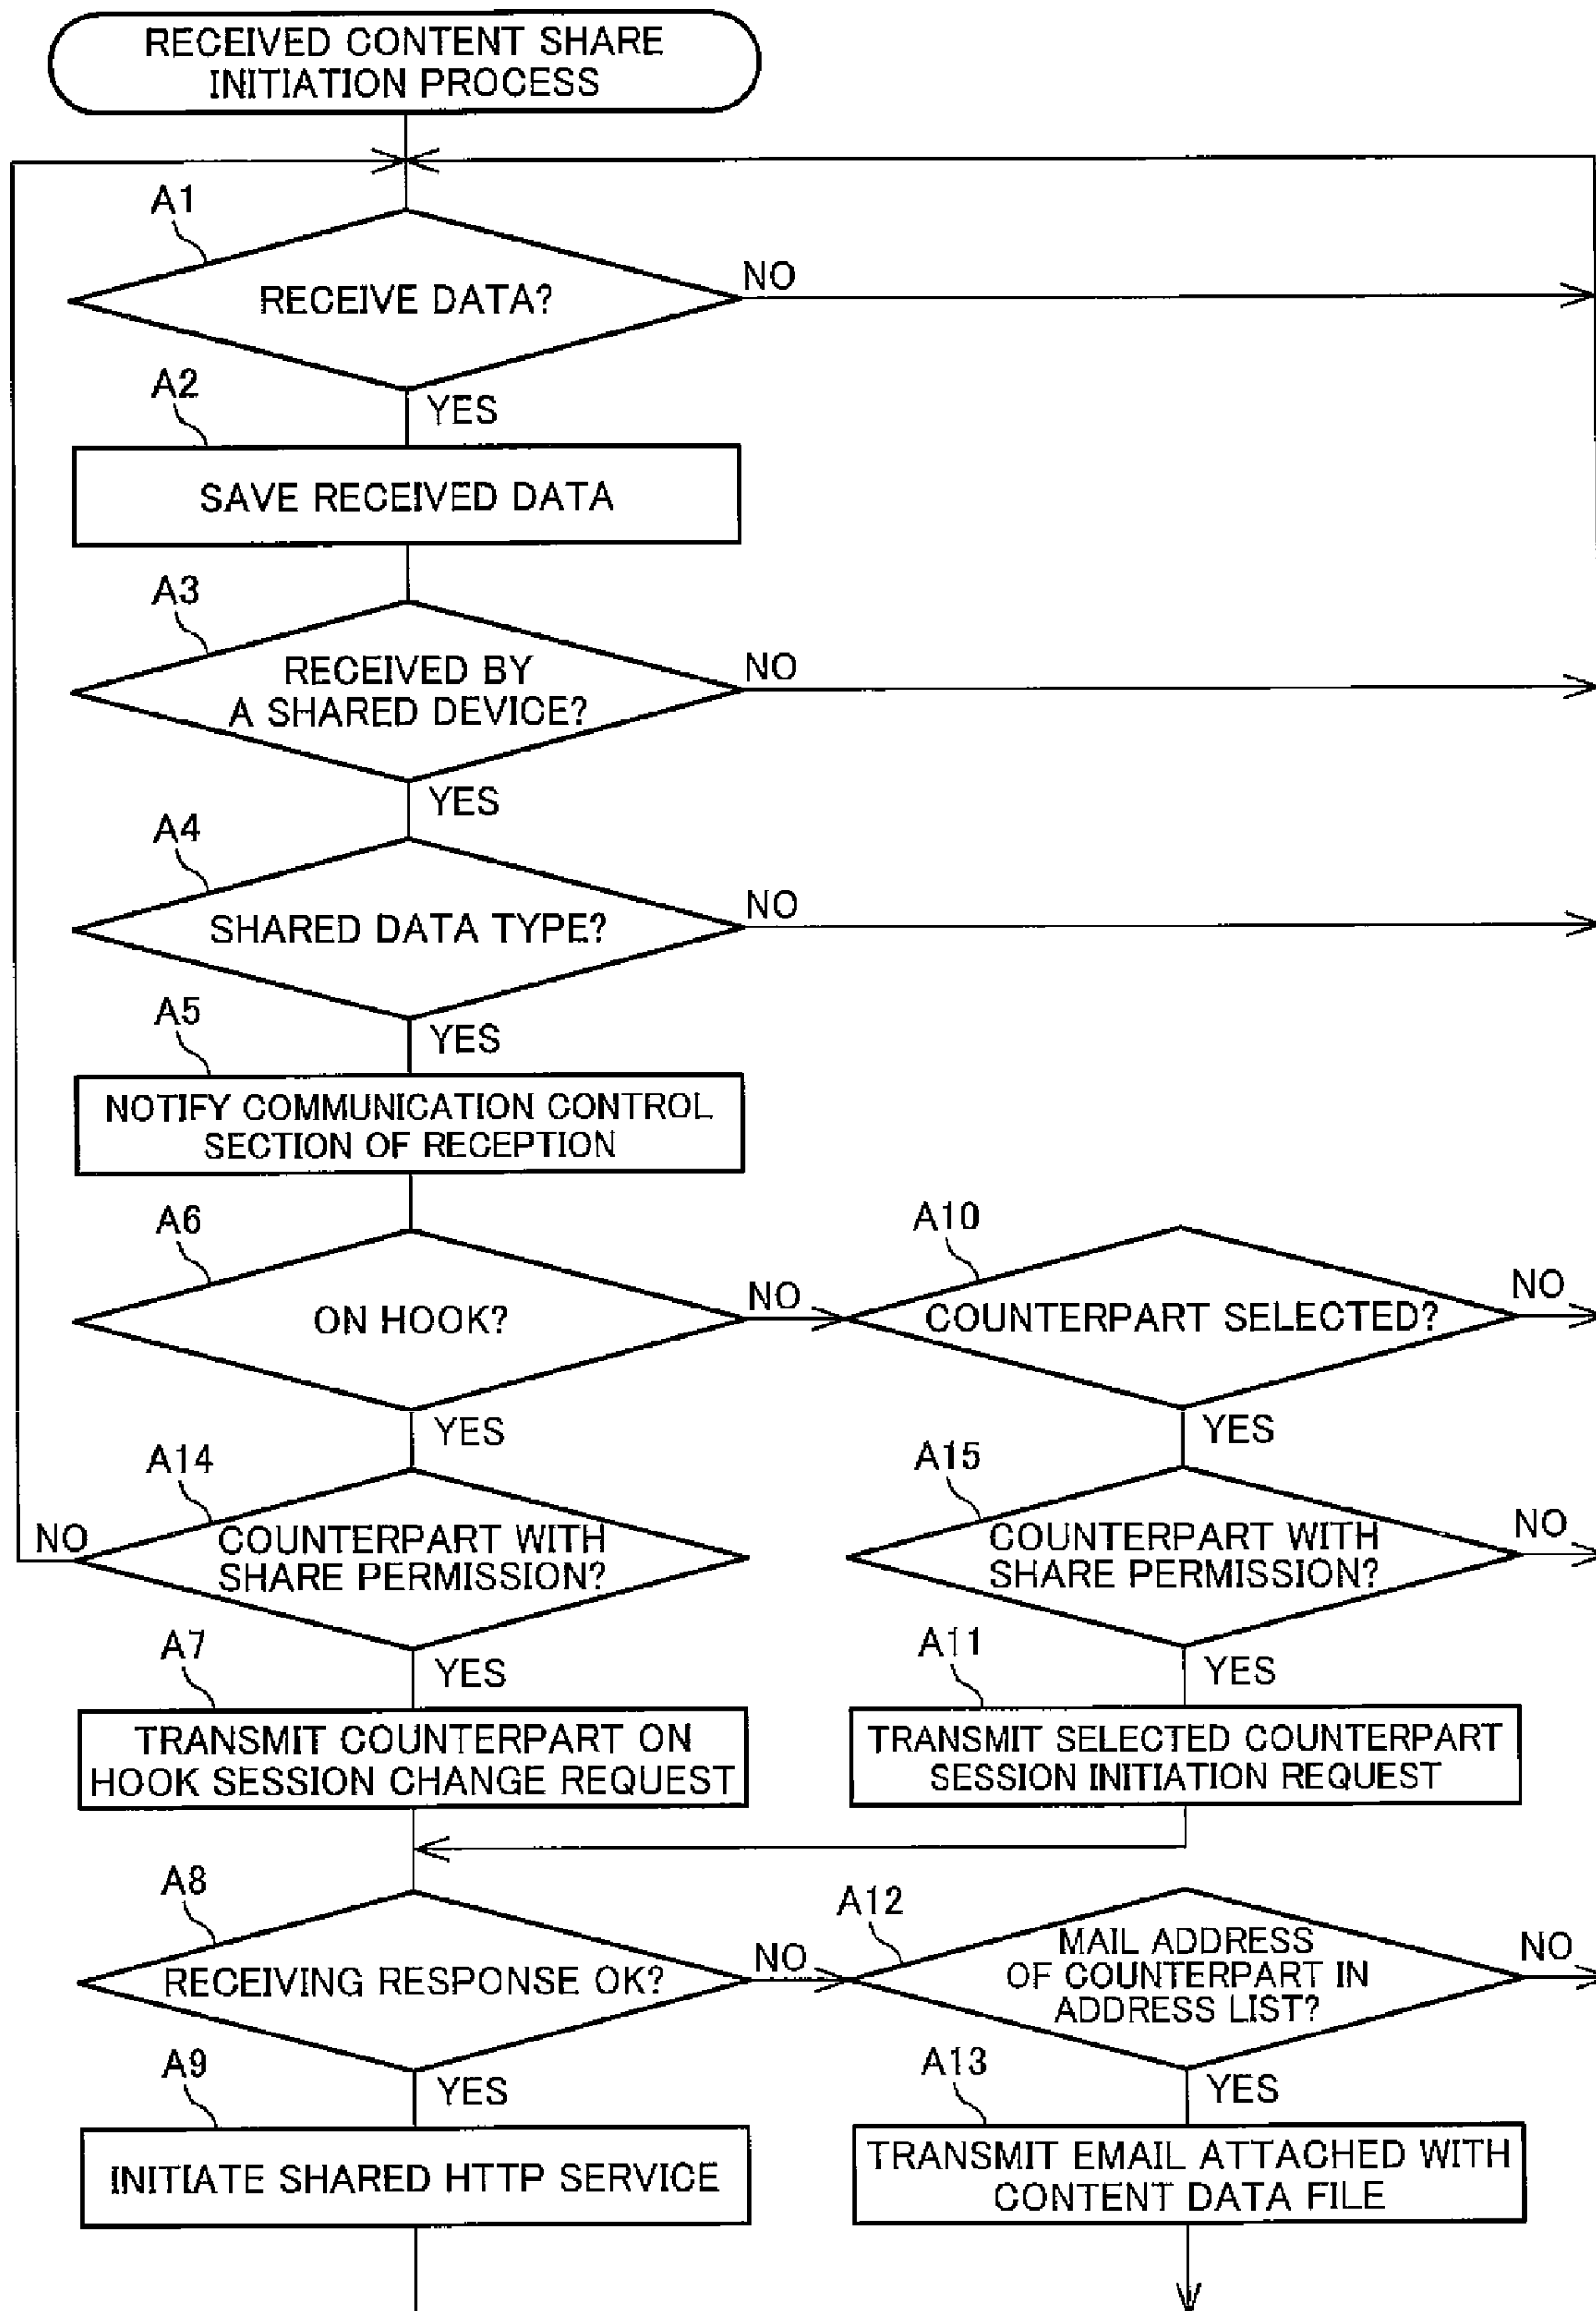 RECEIVED CONTENT SHARE
INITIATION PROCESS
A1
RECEIVE DATA?
NO
YES
A2
SAVE RECEIVED DATA
A3
RECEIVED BY
A SHARED DEVICE?
NO
YES
A4
SHARED DATA TYPE?
NO
YES
A5
NOTIFY COMMUNICATION CONTROL
SECTION OF RECEPTION
A6
ON HOOK?
NO
YES
A10
COUNTERPART SELECTED?
NO
YES
A14
COUNTERPART WITH
SHARE PERMISSION?
NO
YES
A15
COUNTERPART WITH
SHARE PERMISSION?
NO
YES
A7
TRANSMIT COUNTERPART ON
HOOK SESSION CHANGE REQUEST
A11
TRANSMIT SELECTED COUNTERPART
SESSION INITIATION REQUEST
A8
RECEIVING RESPONSE OK?
NO
YES
A12
MAIL ADDRESS
OF COUNTERPART IN
ADDRESS LIST?
NO
YES
A9
INITIATE SHARED HTTP SERVICE
A13
TRANSMIT EMAIL ATTACHED WITH
CONTENT DATA FILE